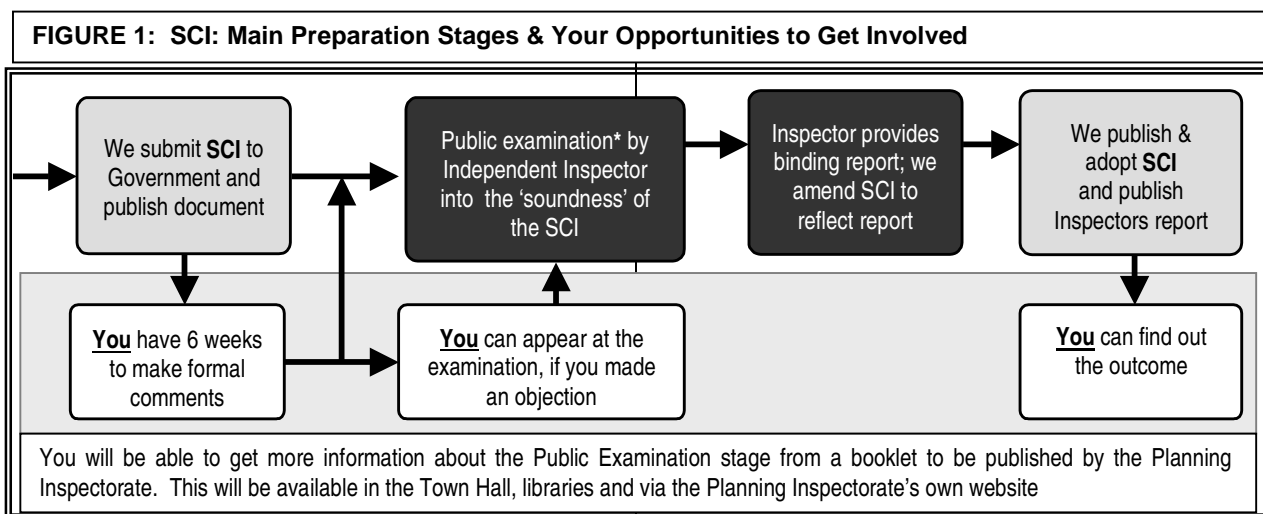 FIGURE 1: SCI: Main Preparation Stages & Your Opportunities to Get Involved
We submit SCI to
Government and
publish document
Public examination* by
Independent Inspector
into the ‘soundness’ of
the SCI
Inspector provides
binding report; we
amend SCI to
reflect report
We publish &
adopt SCI
and publish
Inspectors report
You have 6 weeks
to make formal
comments
You can appear at the
examination, if you made
an objection
You can find out
the outcome
You will be able to get more information about the Public Examination stage from a booklet to be published by the Planning
Inspectorate. This will be available in the Town Hall, libraries and via the Planning Inspectorate’s own website